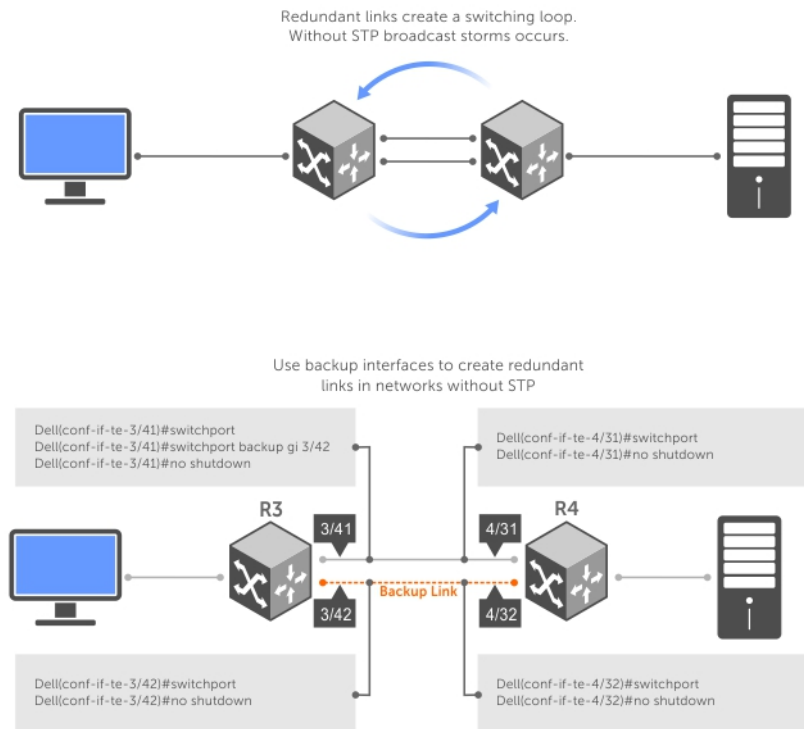 Redundant links create a switching loop.
Without STP broadcast storms occurs.
Use backup interfaces to create redundant
links in networks without STP
Dell(conf-if-te-3/41)#switchport
Dell(conf-if-te-3/41)#switchport backup gi 3/42
Dell(conf-if-te-3/41)#no shutdown
Dell(conf-if-te-4/31)#switchport
Dell(conf-if-te-4/31)#no shutdown
R3
R4
3/41
4/31
Backup Link
3/42
4/32
Dell(conf-if-te-3/42)#switchport
Dell(conf-if-te-3/42)#no shutdown
Dell(conf-if-te-4/32)#switchport
Dell(conf-if-te-4/32)#no shutdown